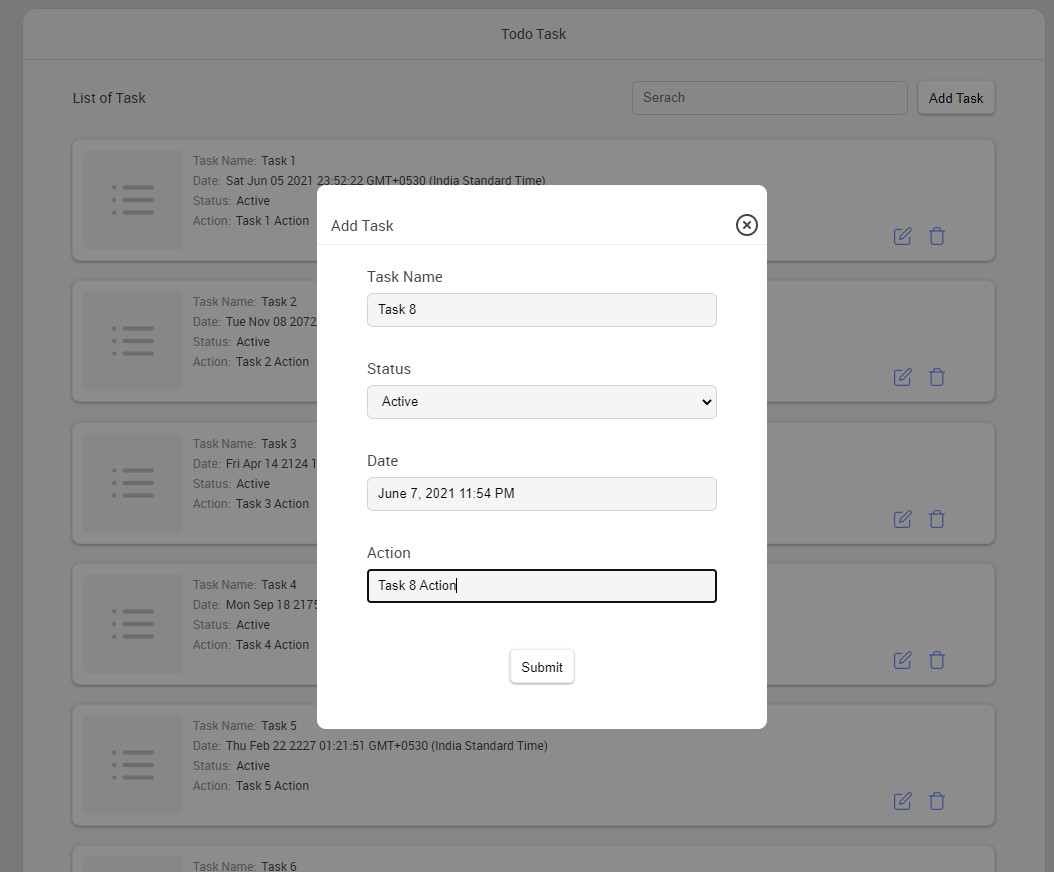 Todo Task
List of Task
Serach
Add Task
Task Name: Task 1
Date: Sat Jun 05 2021 23:52:22 GMT+0530 (India Standard Time)
Status: Active
Action: Task 1 Action
Task Name: Task 2
Date: Tue Nov 08 2072
Status: Active
Action: Task 2 Action
Task Name: Task 3
Date: Fri Apr 14 2124 1
Status: Active
Action: Task 3 Action
Task Name: Task 4
Date: Mon Sep 18 2175
Status: Active
Action: Task 4 Action
Task Name: Task 5
Date: Thu Feb 22 2227 01:21:51 GMT+0530 (India Standard Time)
Status: Active
Action: Task 5 Action
Task Name: Task 6
Add Task
Task Name
Task 8
Status
Active
Date
June 7, 2021 11:54 PM
Action
Task 8 Action
Submit